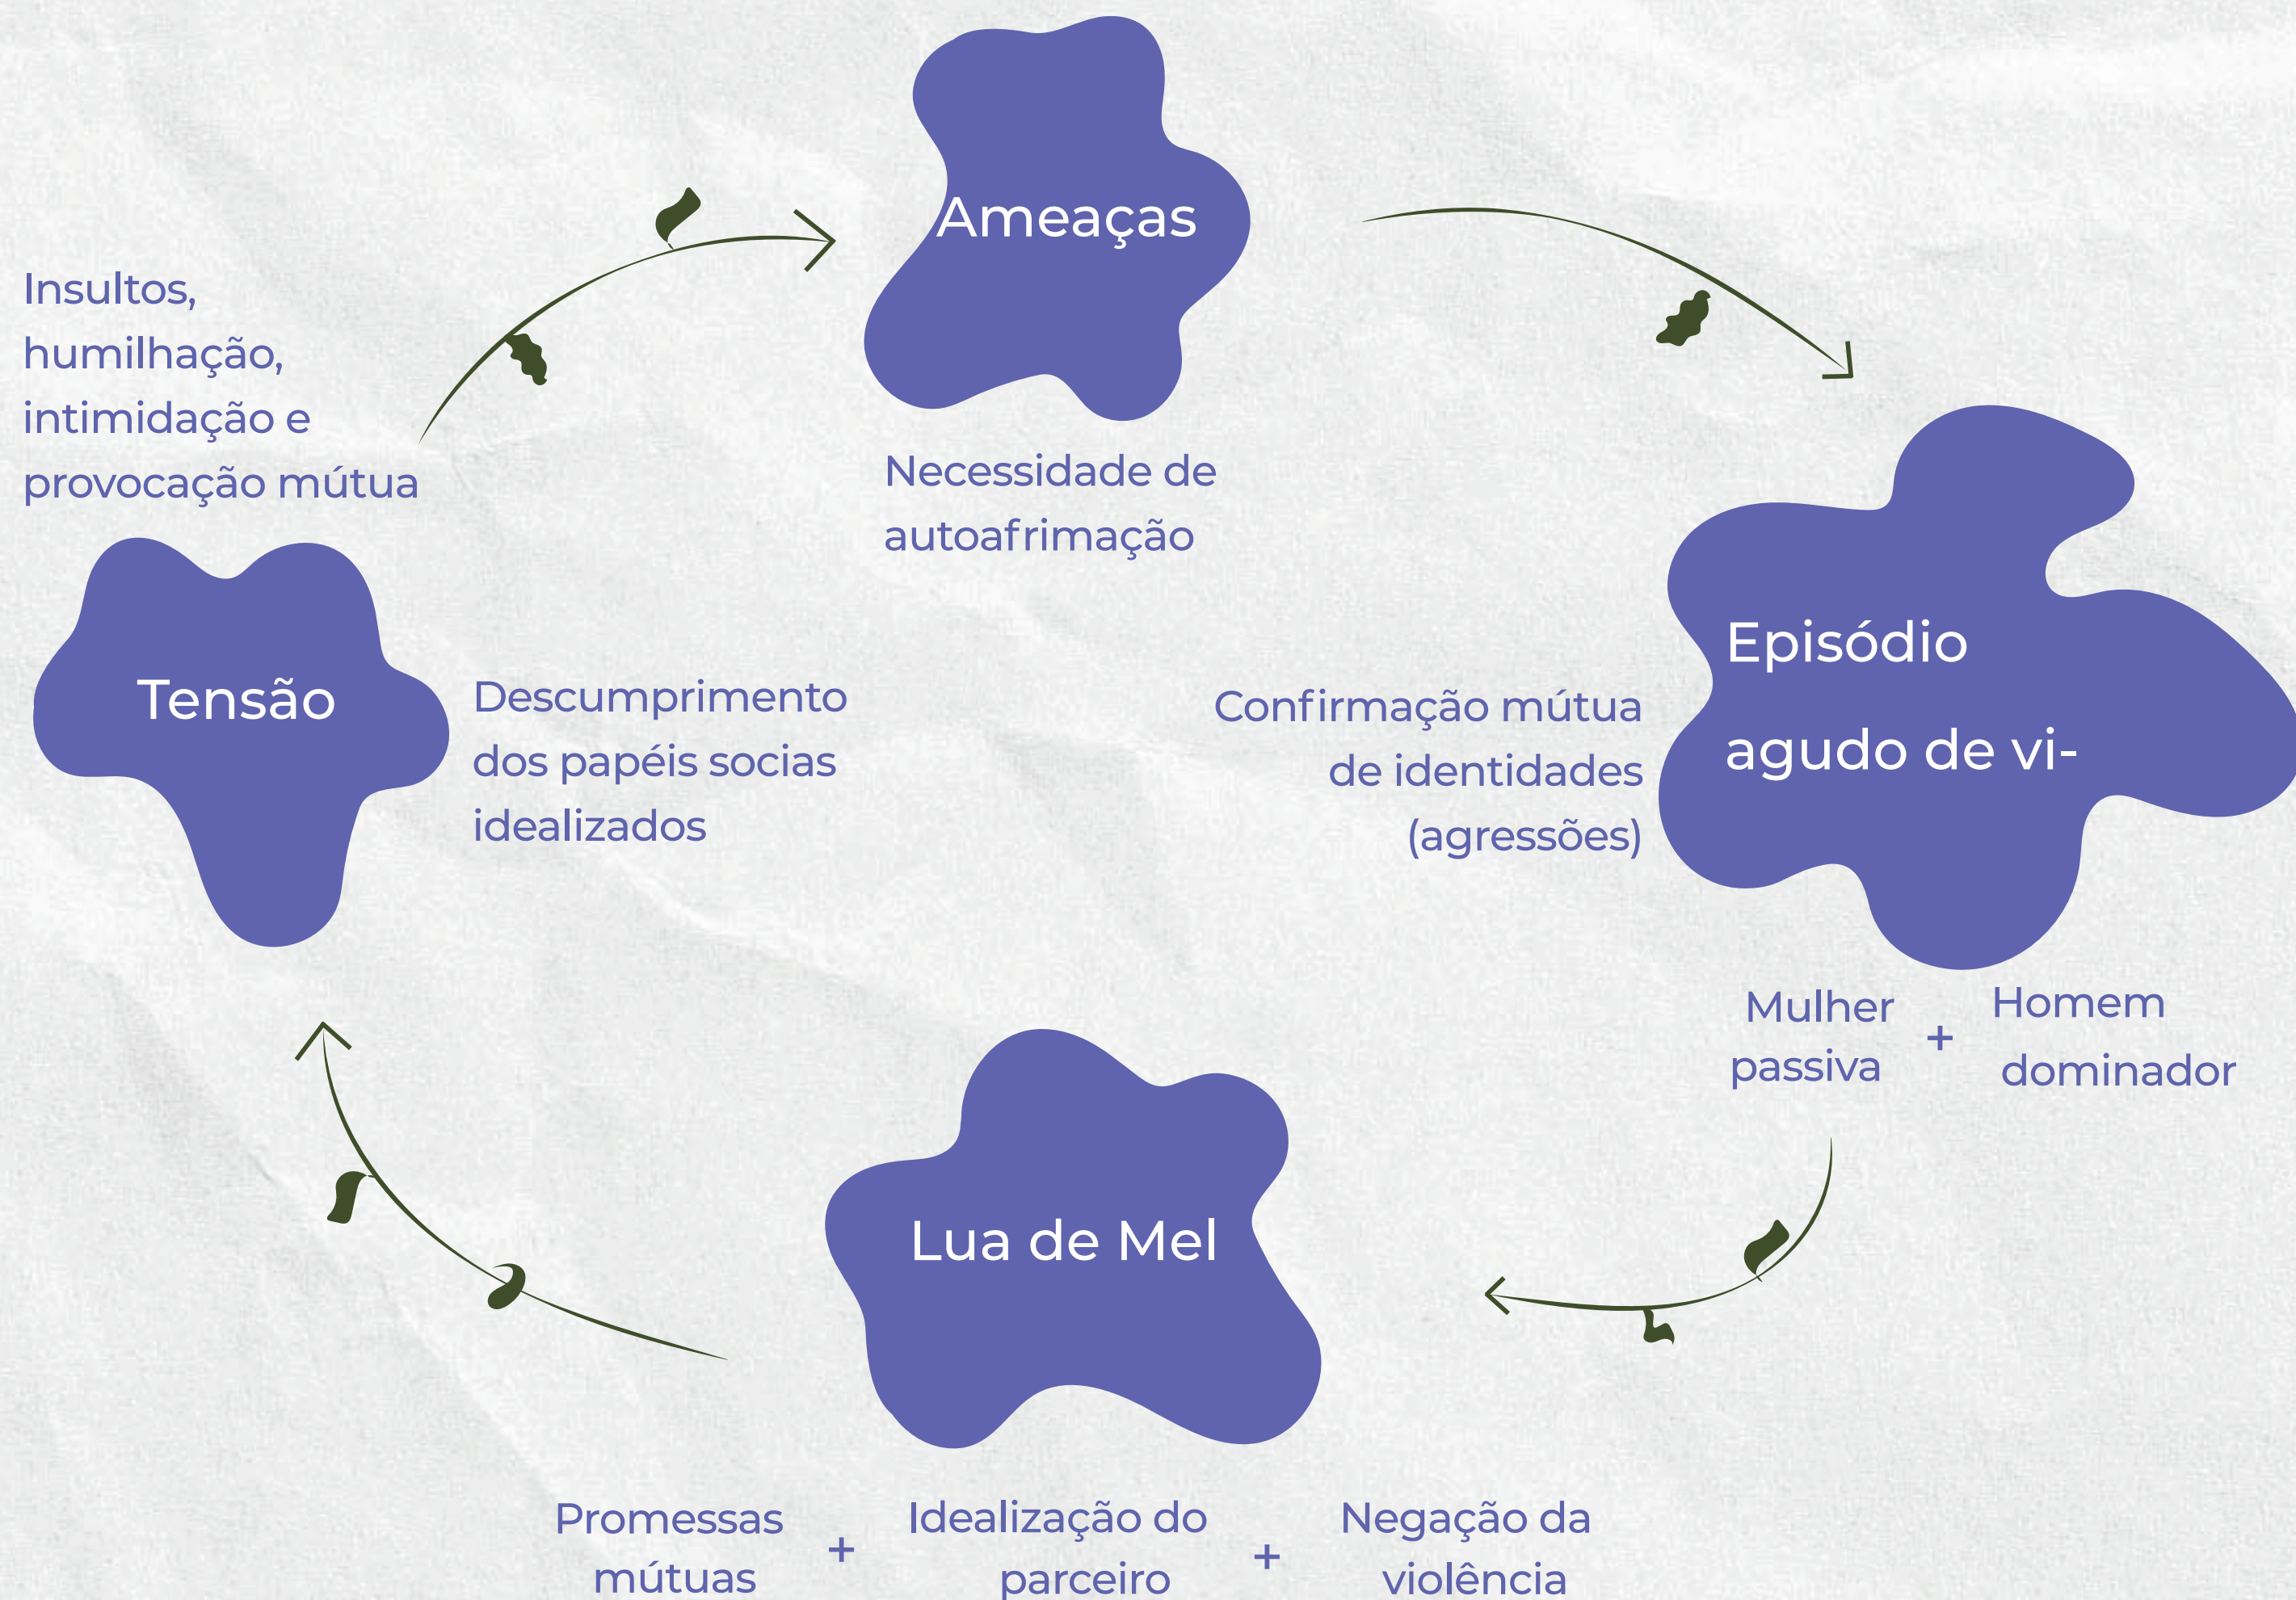 Ameaças
Necessidade de
autoafrimação
Insultos,
humilhação,
intimidação e
provocação mútua
Tensão
Descumprimento
dos papéis socias
idealizados
Confirmação mútua
de identidades
(agressões)
Episódio
agudo de vi-
Mulher
passiva
+
Homem
dominador
Lua de Mel
Promessas
mútuas
+
Idealização do
parceiro
+
Negação da
violência